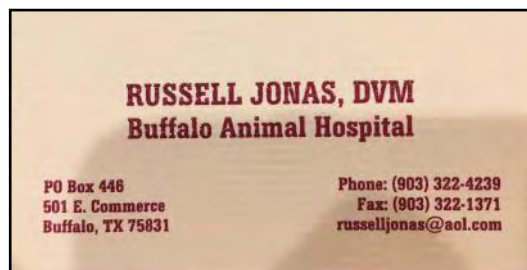 RUSSELL JONAS, DVM
Buffalo Animal Hospital
PO Box 446
501 E. Commerce
Buffalo, TX 75831
Phone: (903) 322-4239
Fax: (903) 322-1371
russelljonas@aol.com